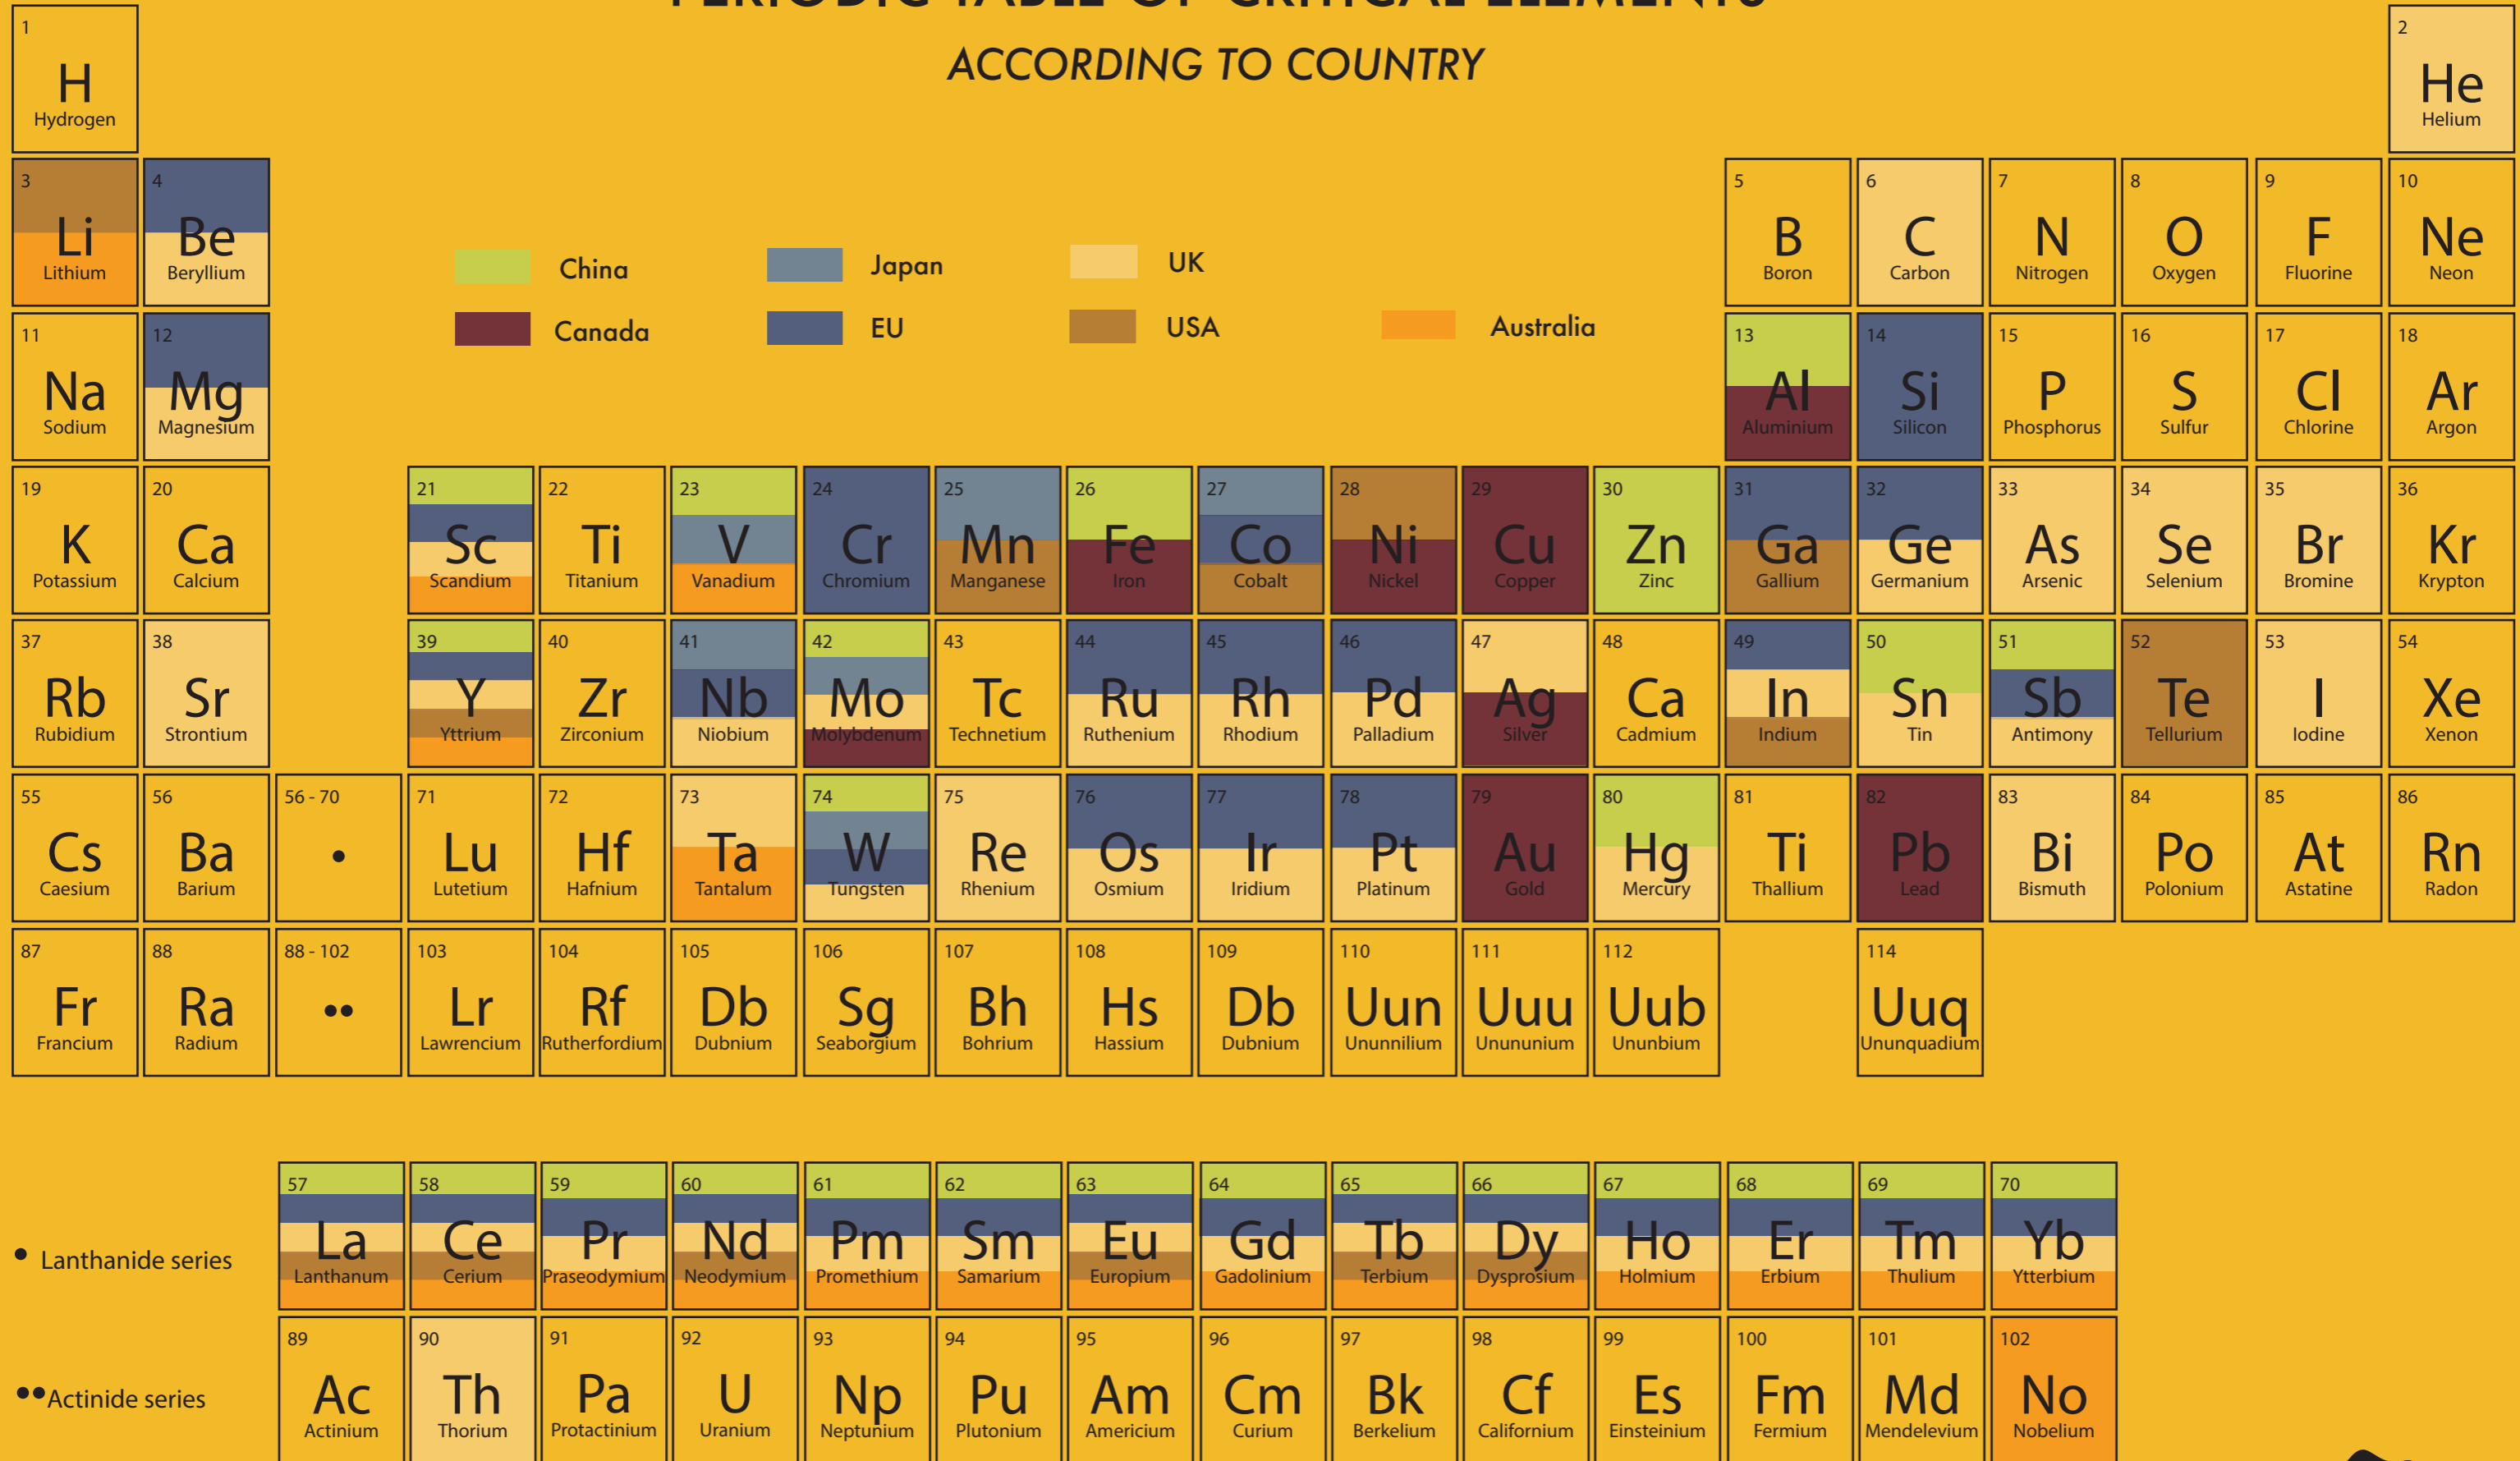 PERIODIC TABLE OF CRITICAL ELEMENTS
ACCORDING TO COUNTRY
1
H
Hydrogen
2
He
Helium
3
Li
Lithium
4
Be
Beryllium
China
Japan
UK
Canada
EU
USA
Australia
5
B
Boron
6
C
Carbon
7
N
Nitrogen
8
O
Oxygen
9
F
Fluorine
10
Ne
Neon
11
Na
Sodium
12
Mg
Magnesium
13
Al
Aluminium
14
Si
Silicon
15
P
Phosphorus
16
S
Sulfur
17
Cl
Chlorine
18
Ar
Argon
19
K
Potassium
20
Ca
Calcium
21
Sc
Scandium
22
Ti
Titanium
23
V
Vanadium
24
Cr
Chromium
25
Mn
Manganese
26
Fe
Iron
27
Co
Cobalt
28
Ni
Nickel
29
Cu
Copper
30
Zn
Zinc
31
Ga
Gallium
32
Ge
Germanium
33
As
Arsenic
34
Se
Selenium
35
Br
Bromine
36
Kr
Krypton
37
Rb
Rubidium
38
Sr
Strontium
39
Y
Yttrium
40
Zr
Zirconium
41
Nb
Niobium
42
Mo
Molybdenum
43
Tc
Technetium
44
Ru
Ruthenium
45
Rh
Rhodium
46
Pd
Palladium
47
Ag
Silver
48
Ca
Cadmium
49
In
Indium
50
Sn
Tin
51
Sb
Antimony
52
Te
Tellurium
53
I
Iodine
54
Xe
Xenon
55
Cs
Caesium
56
Ba
Barium
56 - 70
•
71
Lu
Lutetium
72
Hf
Hafnium
73
Ta
Tantalum
74
W
Tungsten
75
Re
Rhenium
76
Os
Osmium
77
Ir
Iridium
78
Pt
Platinum
79
Au
Gold
80
Hg
Mercury
81
Ti
Thallium
82
Pb
Lead
83
Bi
Bismuth
84
Po
Polonium
85
At
Astatine
86
Rn
Radon
87
Fr
Francium
88
Ra
Radium
88 - 102
••
103
Lr
Lawrencium
104
Rf
Rutherfordium
105
Db
Dubnium
106
Sg
Seaborgium
107
Bh
Bohrium
108
Hs
Hassium
109
Db
Dubnium
110
Uun
Ununnilium
111
Uuu
Unununium
112
Uub
Ununbium
114
Uuq
Ununquadium
• Lanthanide series
57
La
Lanthanum
58
Ce
Cerium
59
Pr
Praseodymium
60
Nd
Neodymium
61
Pm
Promethium
62
Sm
Samarium
63
Eu
Europium
64
Gd
Gadolinium
65
Tb
Terbium
66
Dy
Dysprosium
67
Ho
Holmium
68
Er
Erbium
69
Tm
Thulium
70
Yb
Ytterbium
••Actinide series
89
Ac
Actinium
90
Th
Thorium
91
Pa
Protactinium
92
U
Uranium
93
Np
Neptunium
94
Pu
Plutonium
95
Am
Americium
96
Cm
Curium
97
Bk
Berkelium
98
Cf
Californium
99
Es
Einsteinium
100
Fm
Fermium
101
Md
Mendelevium
102
No
Nobelium